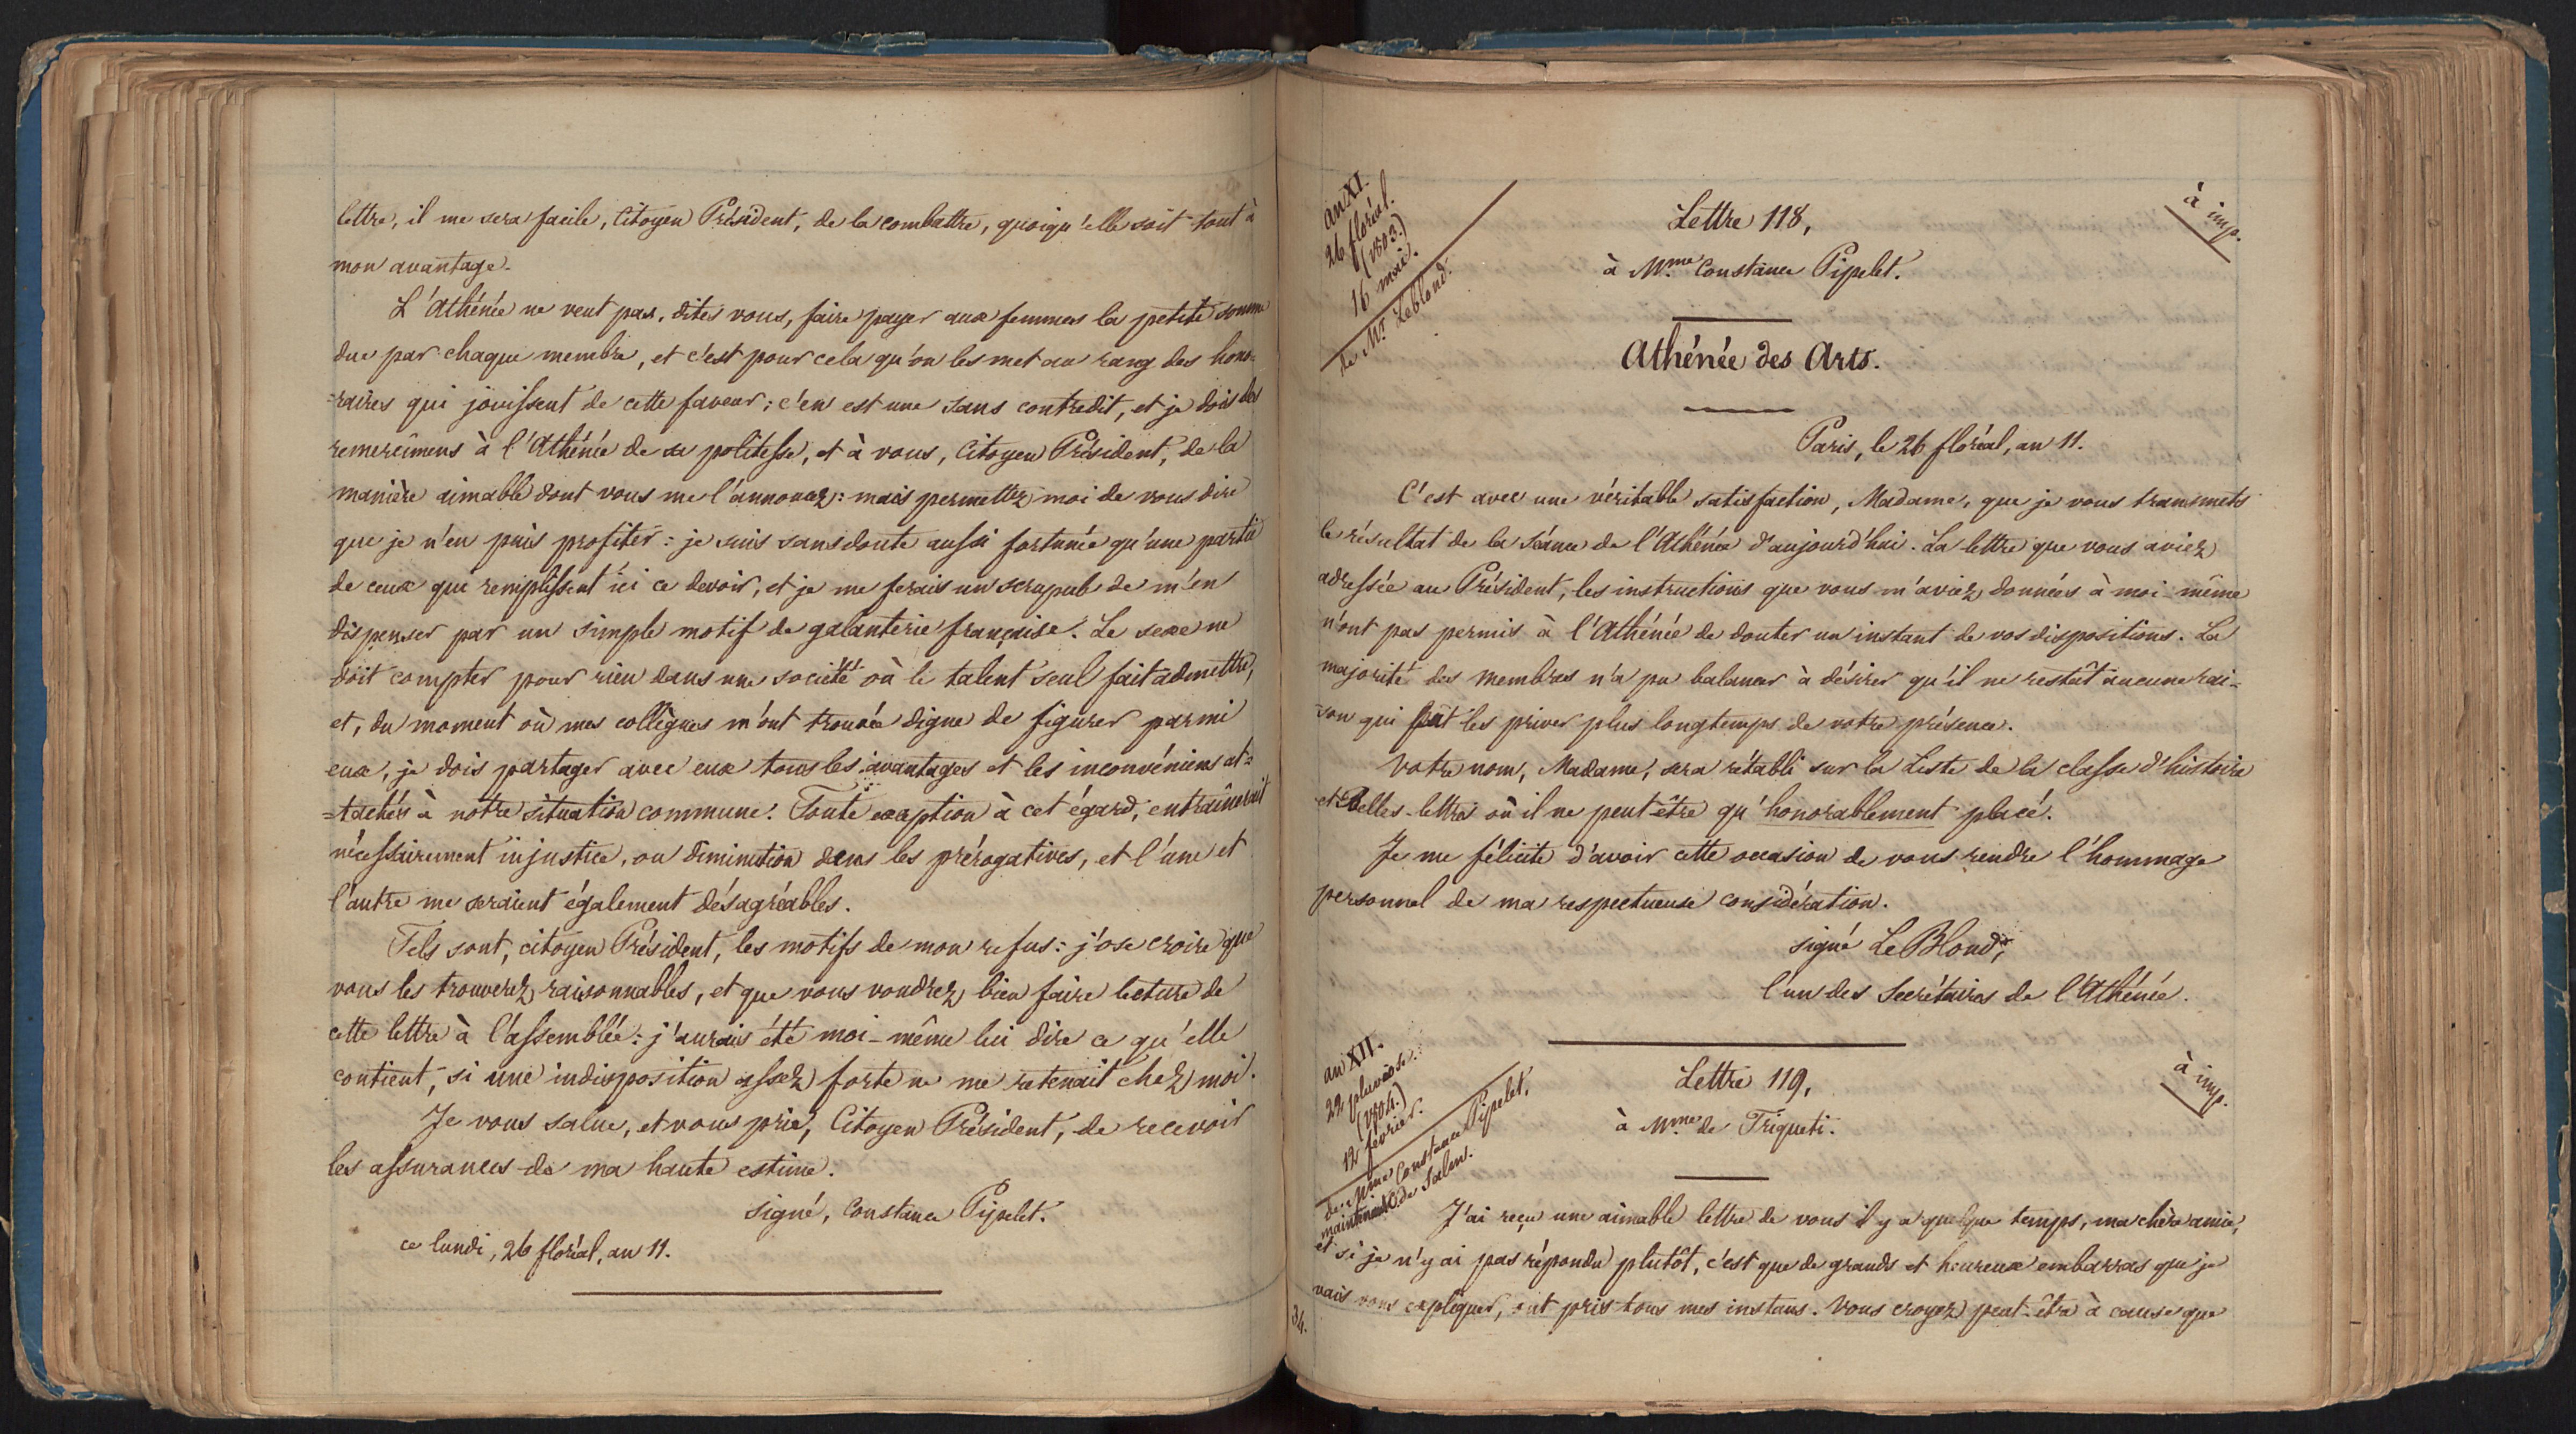 lettre, il me sera facile, Citoyen Président, de la combattre, quoiqu'elle soit tout à
mon avantage.
L'Athénée ne veut pas, dites vous, faire payer aux femmes la petite somme
due par chaque membre, et c'est pour cela qu'on les met au rang des hono=
=raires qui jouissent de cette faveur; c'en est une sans contredit, et je dois des
remercîmens à l'Athénée de sa politesse, et à vous, Citoyen Président, de la
manière aimable dont vous me l'annoncez: mais permettez moi de vous dire
que je n'en puis profiter: je suis sans doute aussi fortunée qu'une partie
de ceux qui remplissent ici ce devoir, et je me ferais un scrupule de m'en
dispenser par un simple motif de galanterie française. Le sexe ne
doit compter pour rien dans une société où le talent seul fait admettre,
et, du moment où mes collègues m'ont trouvée digne de figurer parmi
eux, je dois partager avec eux tous les avantages et les inconvéniens at=
=tachés à notre situation commune. Toute exception à cet égard, entraînerait
nécessairement injustice, ou diminution dans les prérogatives, et l'une et
l'autre me seraient également désagréables.
Tels sont, citoyen Président, les motifs de mon refus: j'ose croire que
vous les trouverez raisonnables, et que vous voudrez bien faire lecture de
cette lettre à l'assemblée: j'aurais été moi-même lui dire ce qu'elle
contient, si une indisposition assez forte ne me retenait chez moi.
Je vous salue, et vous prie, Citoyen Président, de recevoir
les assurances de ma haute estime.
signé, Constance Pipelet.
ce lundi, 26 floréal, an 11.
an XI.
26 floréal.
(1803.)
16 mai.
de Mr. Leblond.
à imp.
Lettre 118,
à Mme. Constance Pipelet.
Athénée des Arts.
Paris, le 26 floréal, an 11.
C'est avec une véritable satisfaction, Madame, que je vous transmets
le résultat de la séance de l'Athénée d'aujourd'hui. La lettre que vous aviez
adressée au Président, les instructions que vous m'aviez données à moi-même
n'ont pas permis à l'Athénée de douter un instant de vos dispositions. La
majorité des membres n'a pu balancer à désirer qu'il ne restât aucune rai=
son qui pût les priver plus longtemps de votre présence.
Votre nom, Madame, sera rétabli sur la Liste de la classe d'histoire
et Belles-lettres où il ne peut être qu'honorablement placé.
Je me félicite d'avoir cette occasion de vous rendre l'hommage
personnel de ma respectueuse considération.
signé Le Blond,
l'un des Secrétaires de l'Athénée.
an XII.
22 pluviôse.
(1804.)
12 février.
de Mme Constance Pipelet,
maintenant C. de Salm.
à imp.
Lettre 119,
à Mme. de Triqueti.
J'ai reçu une aimable lettre de vous il y a quelque temps, ma chère amie,
et si je n'y ai pas répondu plutôt, c'est que de grands et heureux embarras que je
vais vous expliquer, ont pris tous mes instans. Vous croyez peut-être à cause que
34.